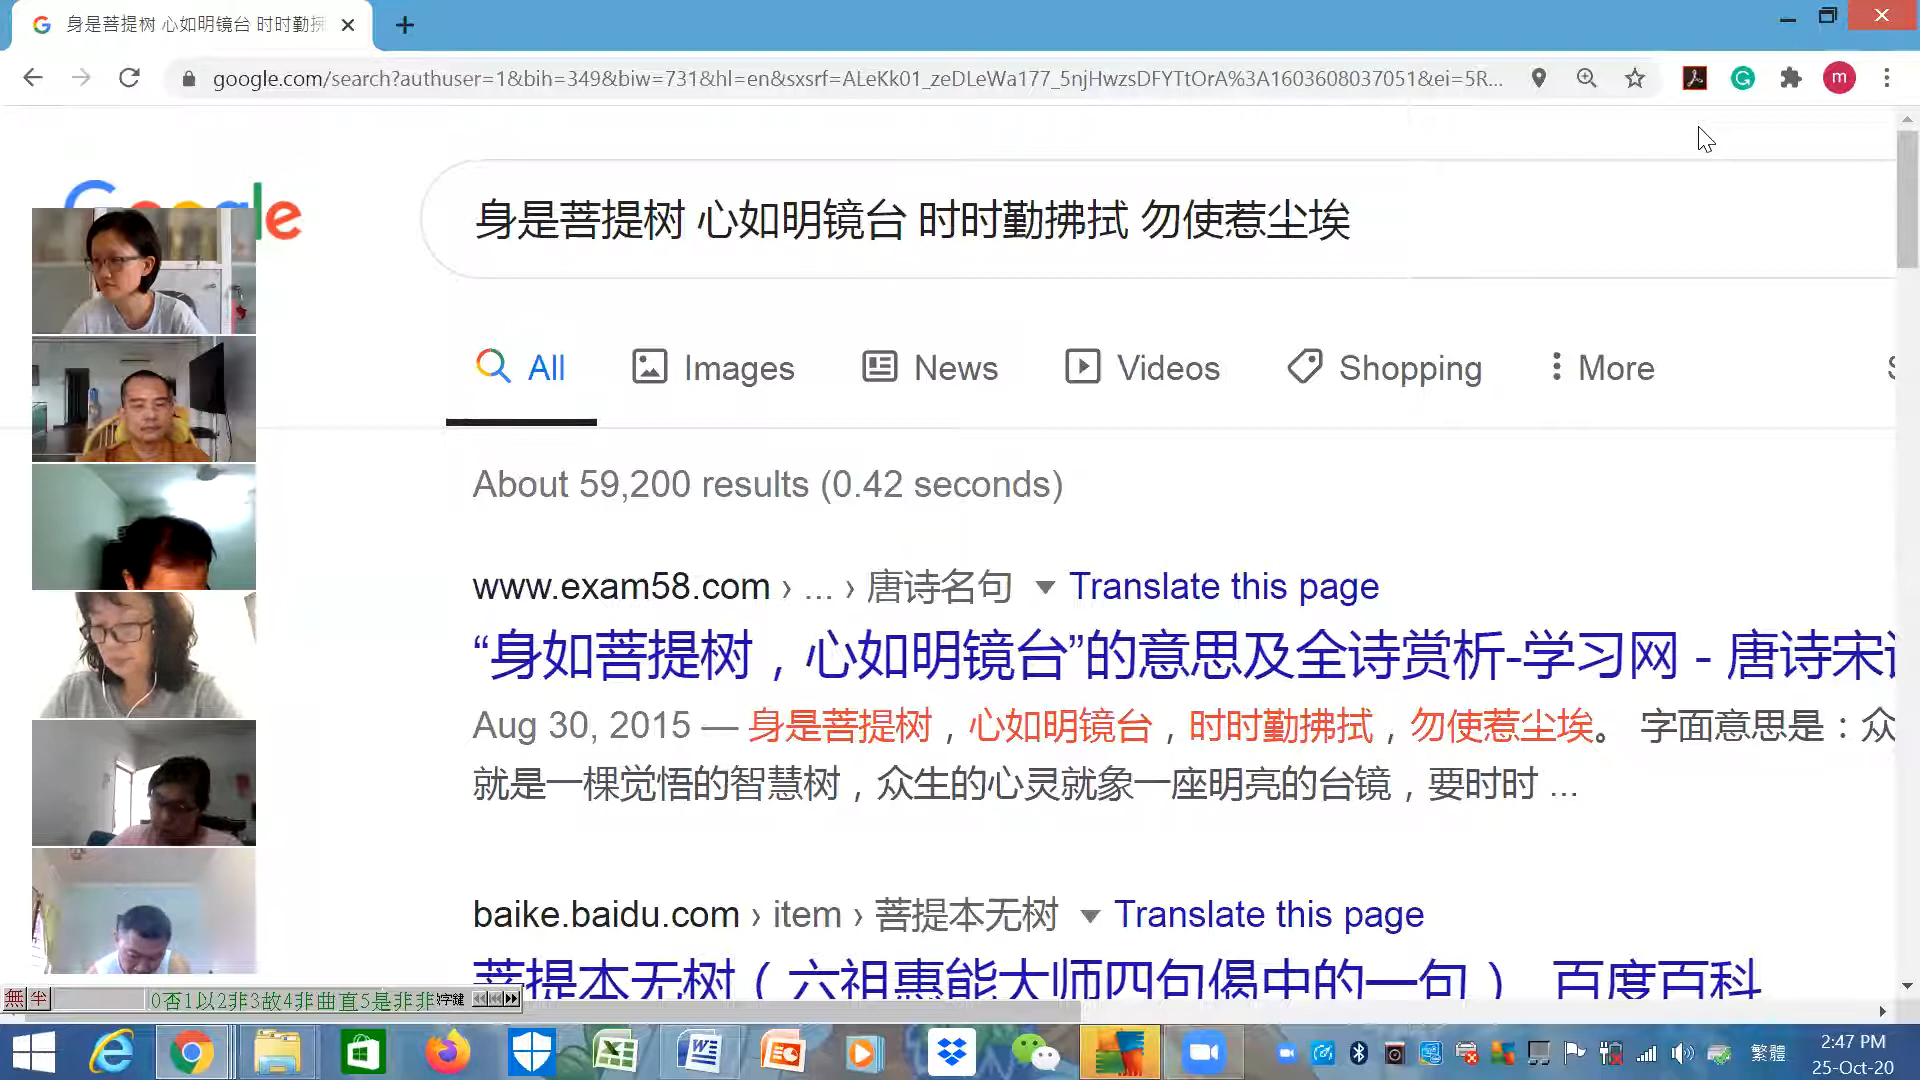 身是菩提树 心如明镜台 时时勤拂
google.com/search?authuser=1&bih=349&biw=731&hl=en&sxsrf=ALeKk01_zeDLeWa177_5njHwzsDFYTtOrA%3A1603608037051&ei=5R...
m
Google
身是菩提树 心如明镜台 时时勤拂拭 勿使惹尘埃
All Images News Videos Shopping More
About 59,200 results (0.42 seconds)
www.exam58.com › ... › 唐诗名句 Translate this page
“身如菩提树，心如明镜台”的意思及全诗赏析-学习网 - 唐诗宋
Aug 30, 2015 — 身是菩提树，心如明镜台，时时勤拂拭，勿使惹尘埃。 字面意思是：众
就是一棵觉悟的智慧树，众生的心灵就象一座明亮的台镜，要时时 ...
baike.baidu.com › item › 菩提本无树 Translate this page
菩提本无树（六祖惠能大师四句偈中的一句）_百度百科
無 半 0否1以2非3故4非曲直5是非非 字鍵
繁體
2:47 PM
25-Oct-20